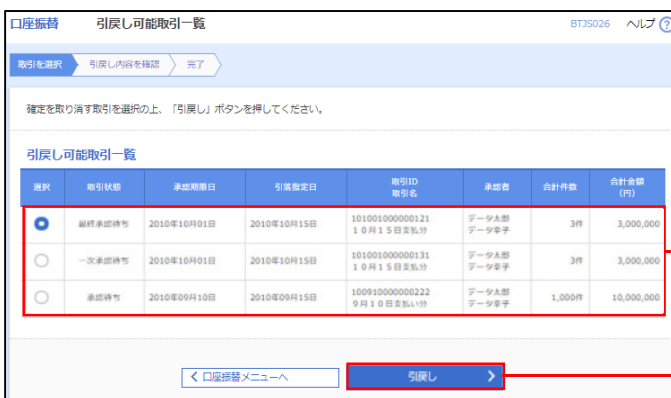 口座振替 引戻し可能取引一覧 BTJS026 ヘルプ ?
取引を選択 引戻し内容を確認 完了
確定を取り消す取引を選択の上、「引戻し」ボタンを押してください。
引戻し可能取引一覧
選択 取引状態 承認期限日 引落指定日 取引ID 承認者 合計件数 合計金額
取引名 (円)
最終承認待ち 2010年10月01日 2010年10月15日 101001000000121 データ太郎 3件 3,000,000
10月15日支払分 データ幸子
一次承認待ち 2010年10月01日 2010年10月15日 101001000000131 データ太郎 3件 3,000,000
10月15日支払分 データ幸子
承認待ち 2010年09月10日 2010年09月15日 100910000000222 データ太郎 1,000件 10,000,000
9月10日支払い分 データ幸子
く 口座振替メニューへ 引戻し >